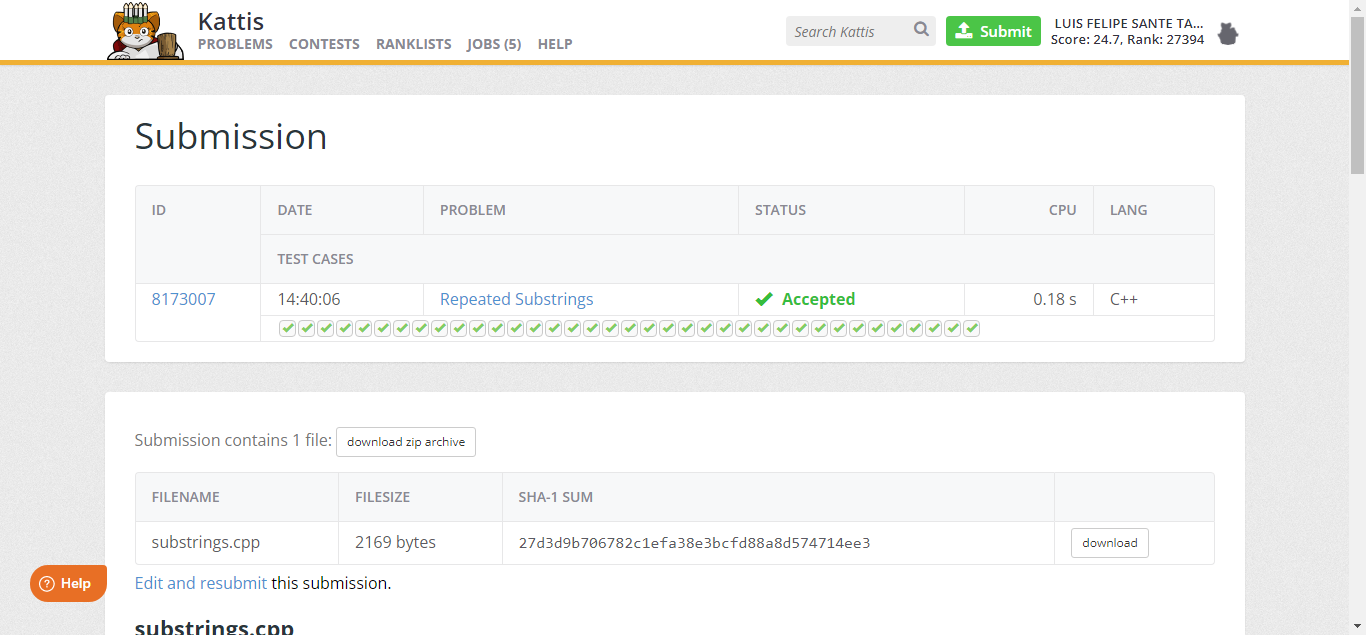 Kattis
PROBLEMS CONTESTS RANKLISTS JOBS (5) HELP
Search Kattis
Submit
LUIS FELIPE SANTE TA...
Score: 24.7, Rank: 27394
Submission
ID DATE PROBLEM STATUS CPU LANG
TEST CASES
8173007 14:40:06 Repeated Substrings Accepted 0.18 s C++
Submission contains 1 file: download zip archive
FILENAME FILESIZE SHA-1 SUM
substrings.cpp 2169 bytes 27d3d9b706782c1efa38e3bcfd88a8d574714ee3 download
Help
Edit and resubmit this submission.
substrings.cpp